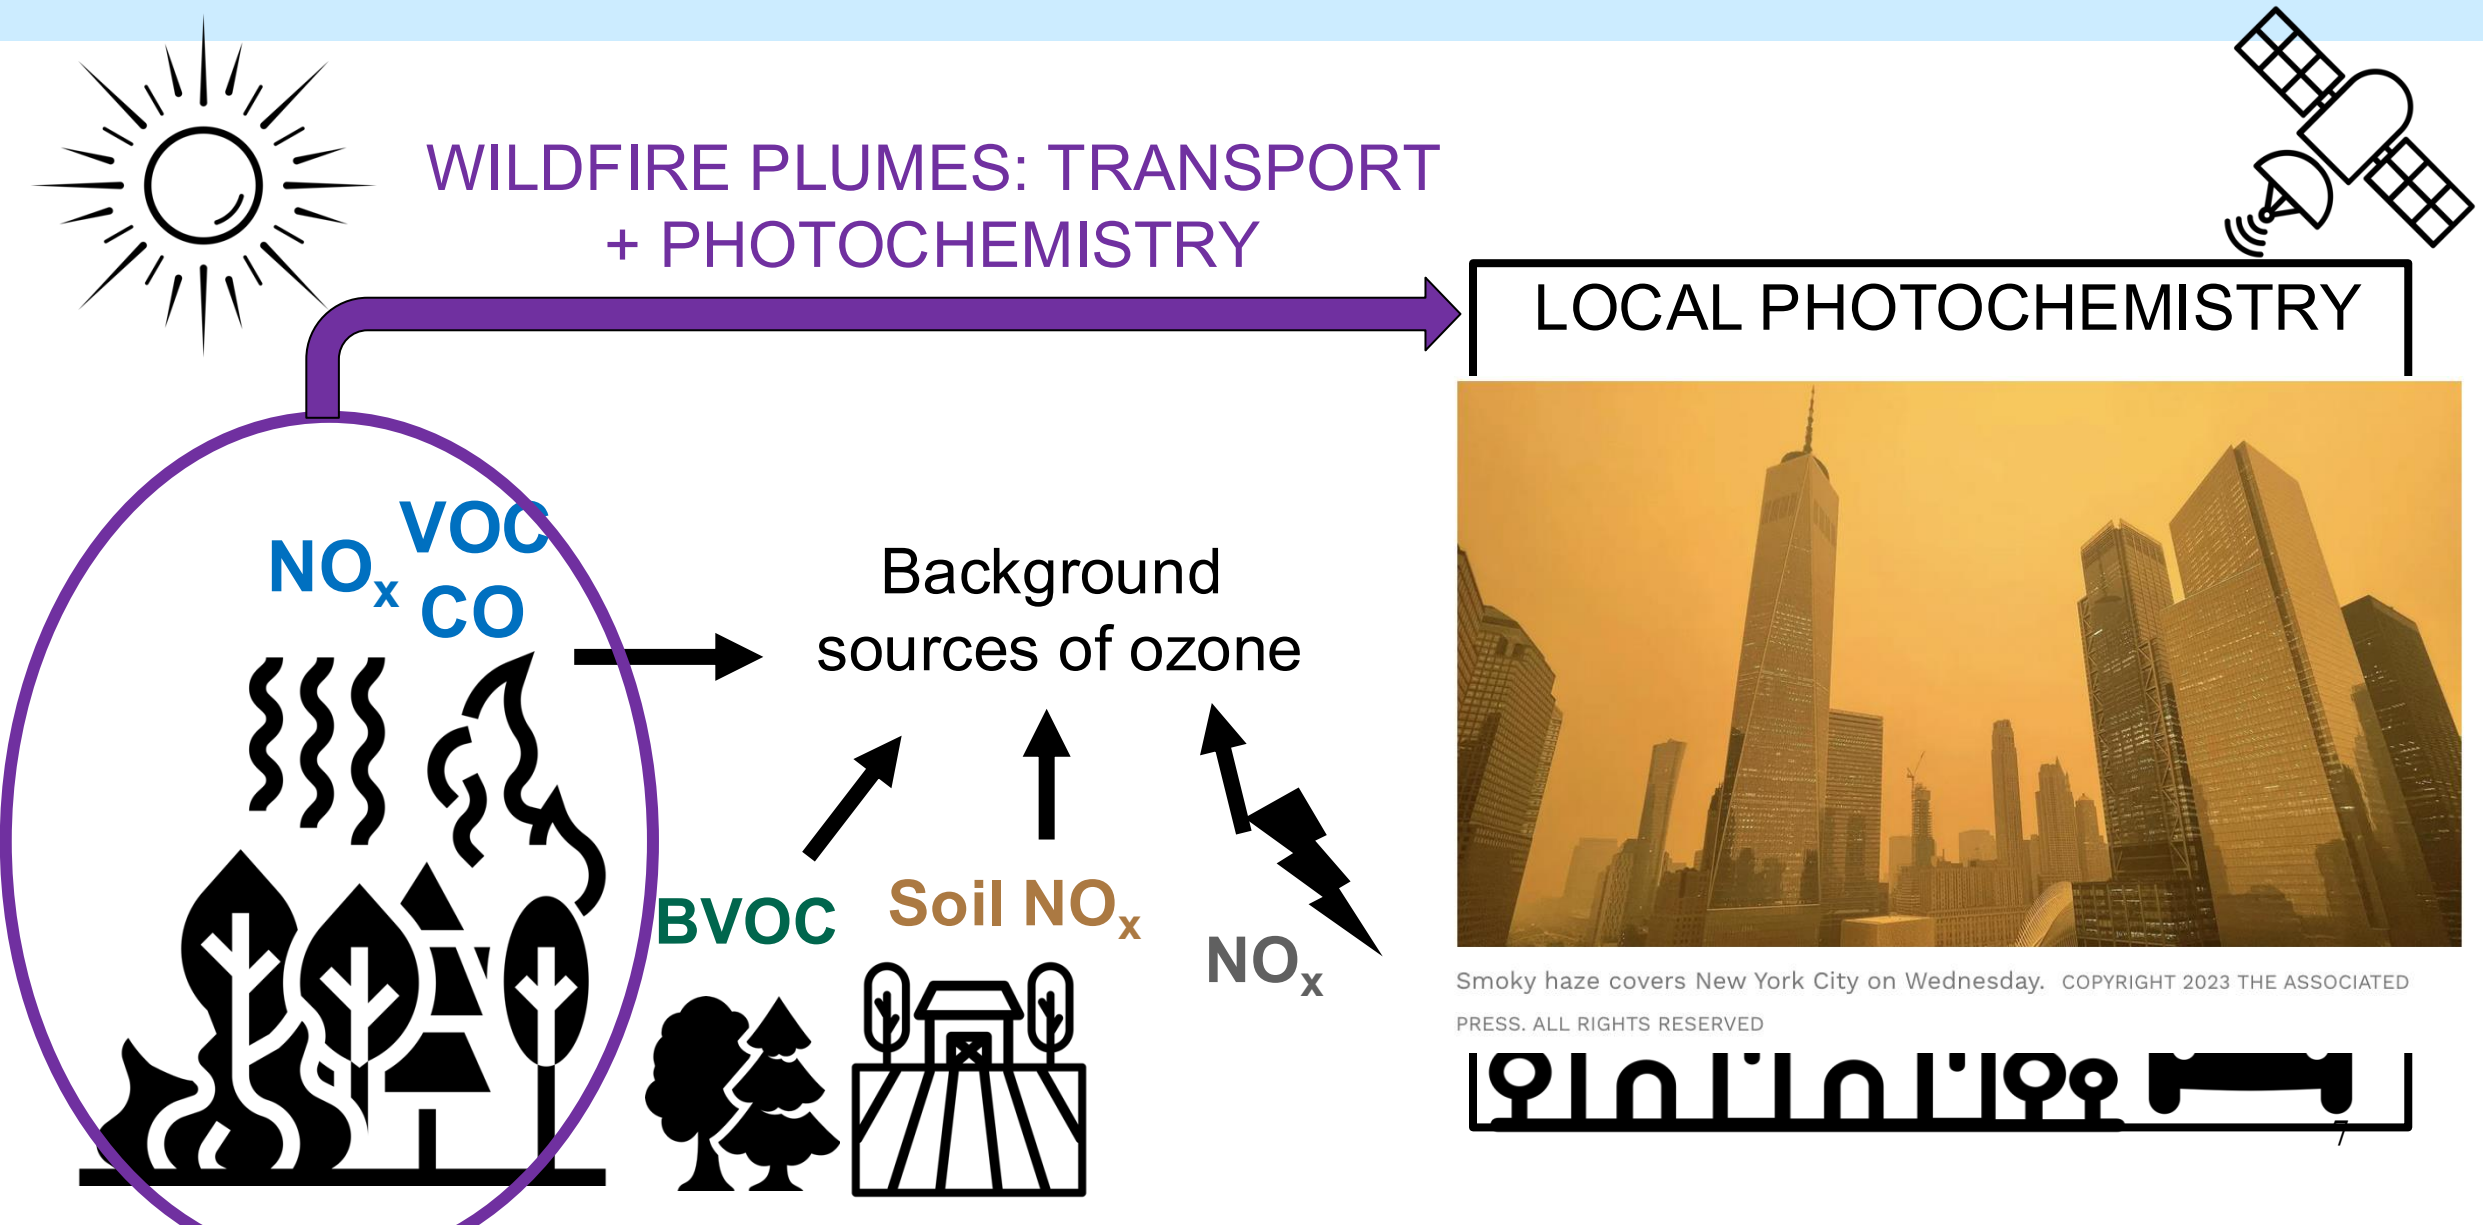 WILDFIRE PLUMES: TRANSPORT
+ PHOTOCHEMISTRY
LOCAL PHOTOCHEMISTRY
NOₓ VOC
CO
Background
sources of ozone
BVOC
Soil NOₓ
NOₓ
Smoky haze covers New York City on Wednesday. COPYRIGHT 2023 THE ASSOCIATED
PRESS. ALL RIGHTS RESERVED
7